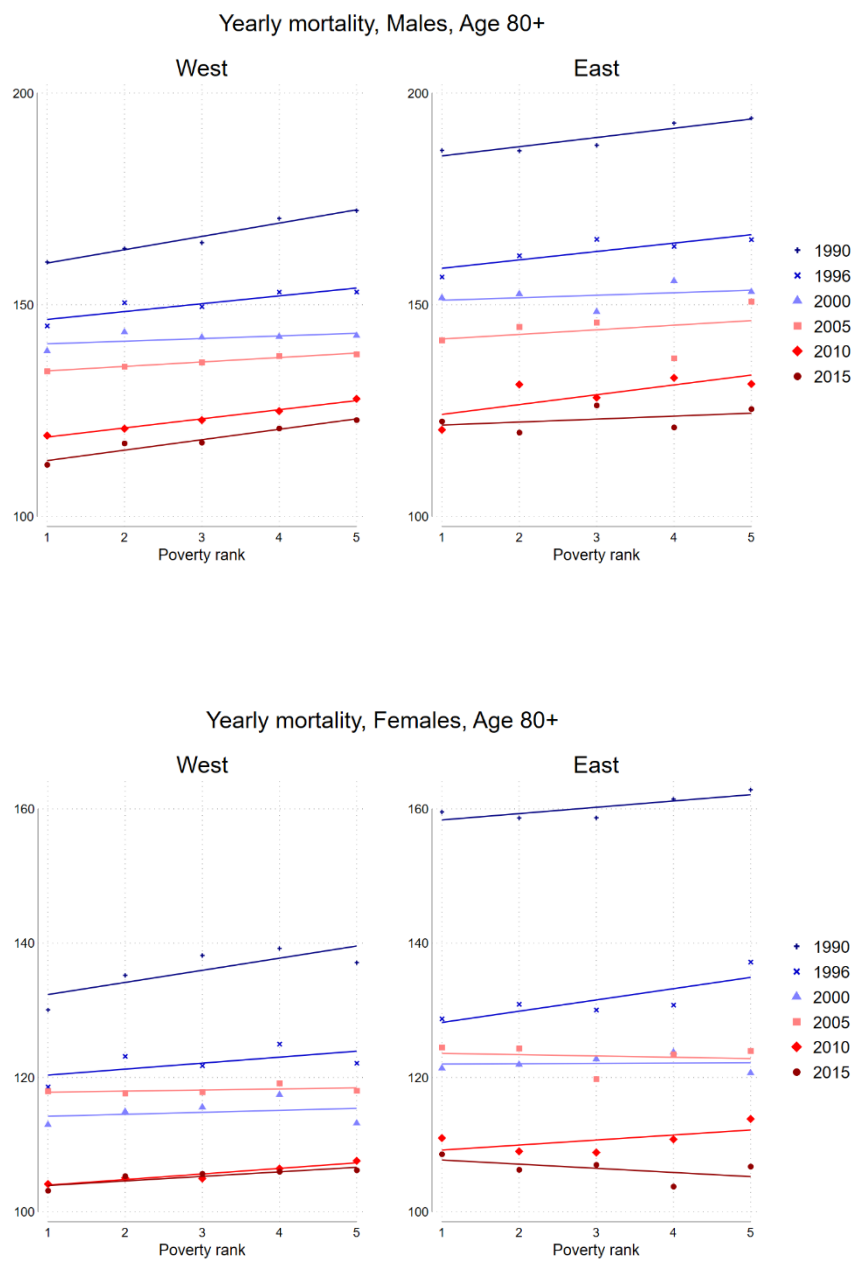 Yearly mortality, Males, Age 80+
West
East
200
150
100
1 2 3 4 5
Poverty rank
200
150
100
1 2 3 4 5
Poverty rank
1990
1996
2000
2005
2010
2015
Yearly mortality, Females, Age 80+
West
East
160
140
120
100
1 2 3 4 5
Poverty rank
160
140
120
100
1 2 3 4 5
Poverty rank
1990
1996
2000
2005
2010
2015